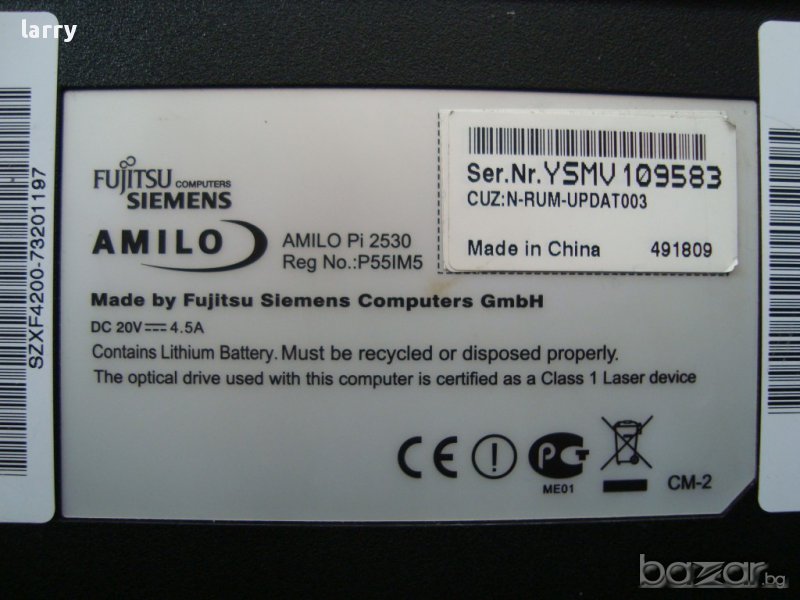 larry
SZXF4200-73201197
FUJITSU COMPUTERS
SIEMENS
AMILO
AMILO Pi 2530
Reg No.:P55IM5
Ser.Nr.YSMV109583
CUZ:N-RUM-UPDAT003
Made in China 491809
Made by Fujitsu Siemens Computers GmbH
DC 20V 4.5A
Contains Lithium Battery. Must be recycled or disposed properly.
The optical drive used with this computer is certified as a Class 1 Laser device
CE
РСТ
ME01
CM-2
bazar.bg